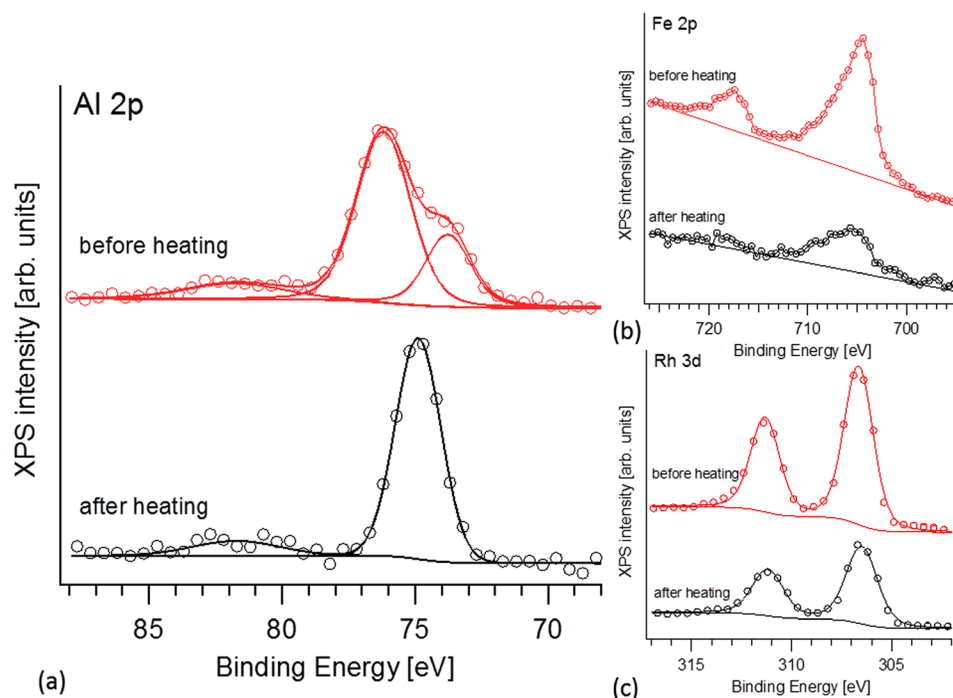 Al 2p
XPS intensity [arb. units]
before heating
after heating
85
80
75
70
Binding Energy [eV]
(a)
Fe 2p
XPS intensity [arb. units]
before heating
after heating
720
710
700
Binding Energy [eV]
(b)
Rh 3d
XPS intensity [arb. units]
before heating
after heating
315
310
305
Binding Energy [eV]
(c)